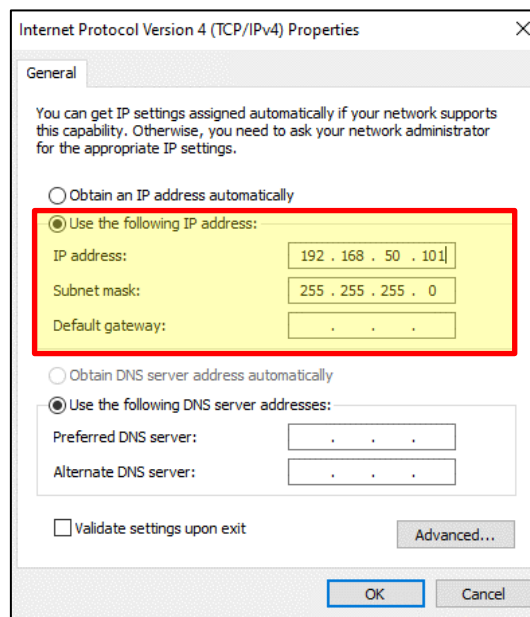 Internet Protocol Version 4 (TCP/IPv4) Properties
General
You can get IP settings assigned automatically if your network supports
this capability. Otherwise, you need to ask your network administrator
for the appropriate IP settings.
Obtain an IP address automatically
Use the following IP address:
IP address: 192 . 168 . 50 . 101
Subnet mask: 255 . 255 . 255 . 0
Default gateway: . . .
Obtain DNS server address automatically
Use the following DNS server addresses:
Preferred DNS server: . . .
Alternate DNS server: . . .
Validate settings upon exit
Advanced...
OK Cancel